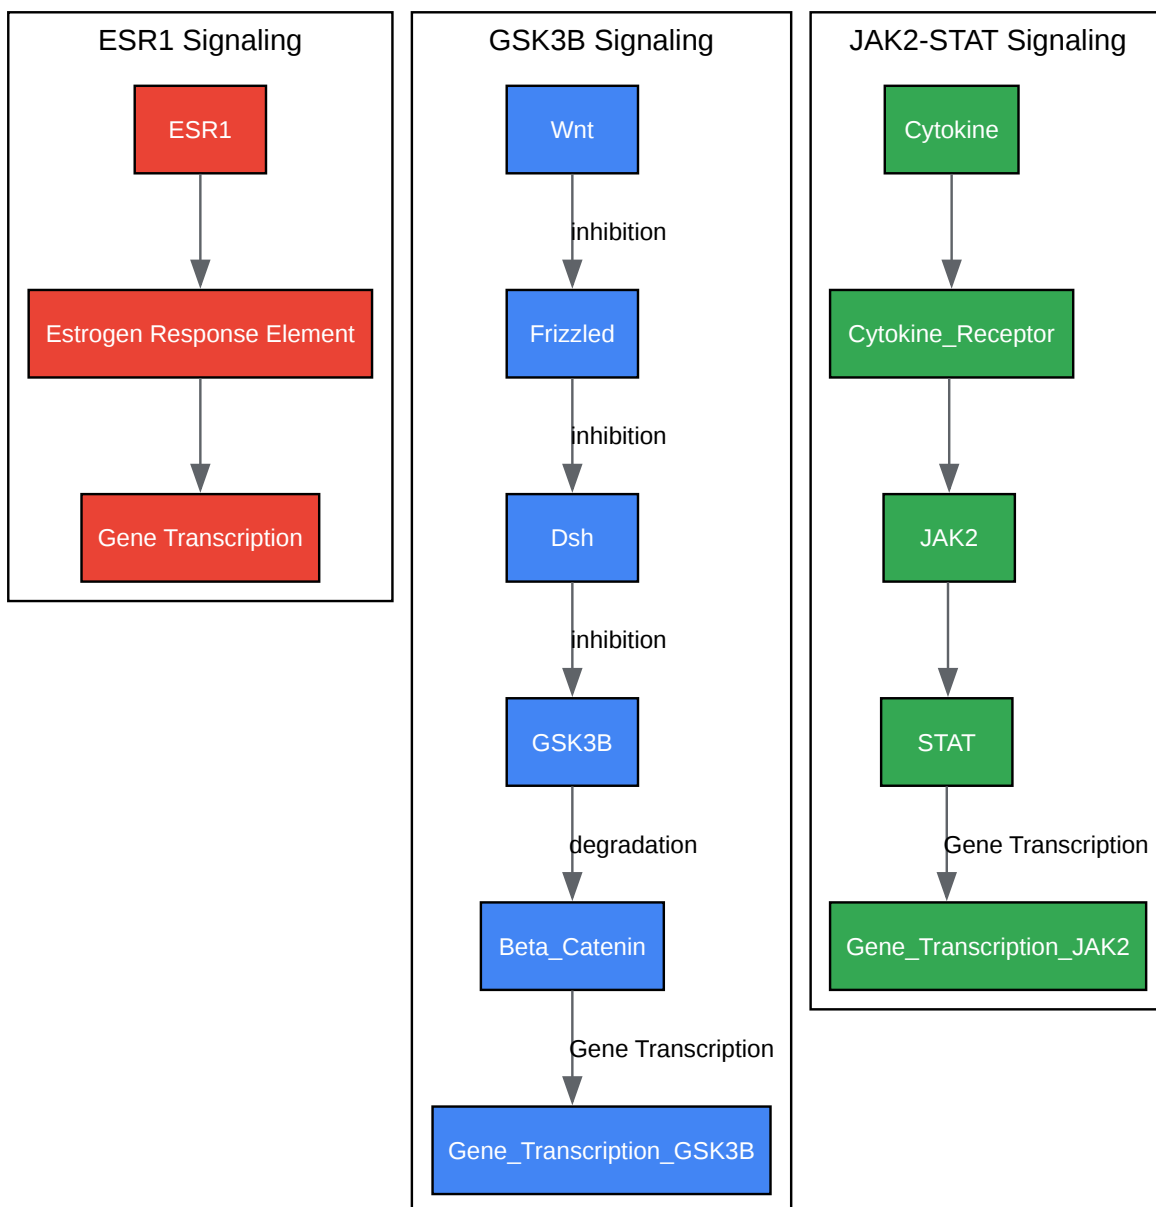 ESR1 Signaling
ESR1
Estrogen Response Element
Gene Transcription
GSK3B Signaling
Wnt
inhibition
Frizzled
inhibition
Dsh
inhibition
GSK3B
degradation
Beta_Catenin
Gene Transcription
Gene_Transcription_GSK3B
JAK2-STAT Signaling
Cytokine
Cytokine_Receptor
JAK2
STAT
Gene Transcription
Gene_Transcription_JAK2